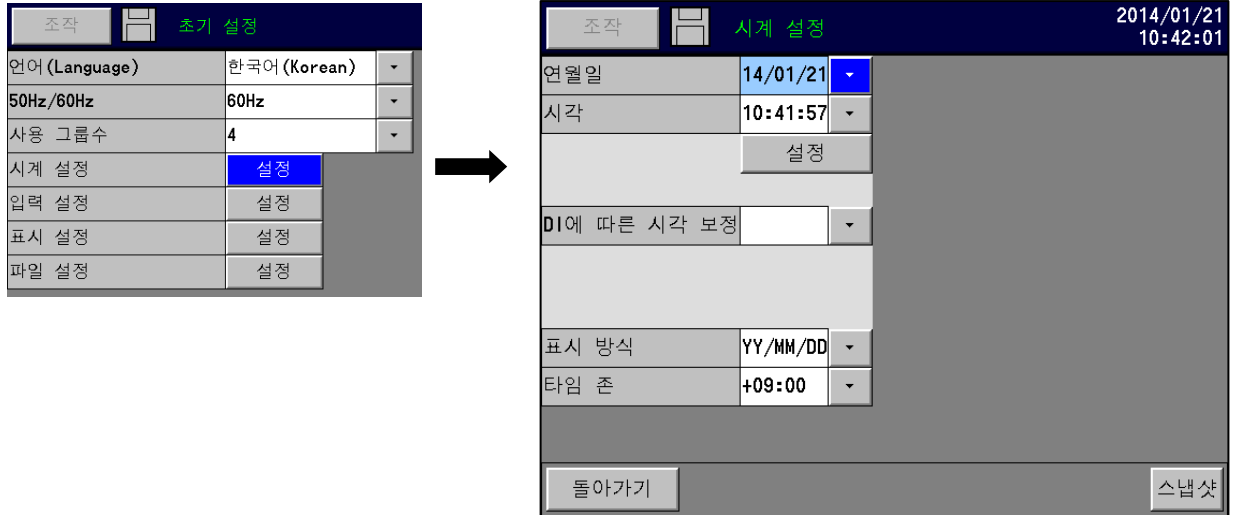 조작 초기 설정
언어(Language) 한국어(Korean)
50Hz/60Hz 60Hz
사용 그룹수 4
시계 설정 설정
입력 설정 설정
표시 설정 설정
파일 설정 설정
조작 시계 설정 2014/01/21
10:42:01
연월일 14/01/21
시각 10:41:57
설정
DI에 따른 시각 보정
표시 방식 YY/MM/DD
타임 존 +09:00
돌아가기 스냅샷